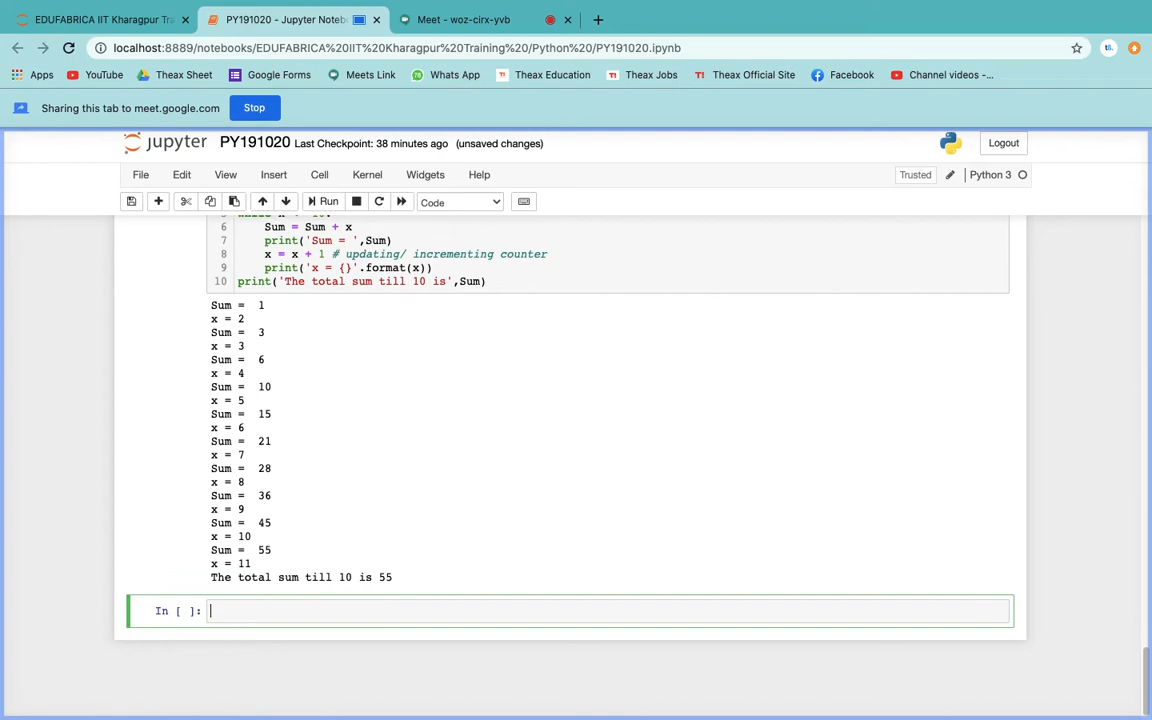 EDUFABRICA IIT Kharagpur Tra
PY191020 - Jupyter Noteb
Meet - woz-cirx-yvb
localhost:8889/notebooks/EDUFABRICA%20IIT%20Kharagpur%20Training%20/Python%20/PY191020.ipynb
Apps YouTube Theax Sheet Google Forms Meets Link Whats App Theax Education Theax Jobs Theax Official Site Facebook Channel videos -...
Sharing this tab to meet.google.com Stop
jupyter PY191020 Last Checkpoint: 38 minutes ago (unsaved changes) Logout
File Edit View Insert Cell Kernel Widgets Help Trusted Python 3
Run Code
6 Sum = Sum + x
7 print('Sum = ',Sum)
8 x = x + 1 # updating/ incrementing counter
9 print('x = {}'.format(x))
10 print('The total sum till 10 is',Sum)
Sum =  1
x = 2
Sum =  3
x = 3
Sum =  6
x = 4
Sum =  10
x = 5
Sum =  15
x = 6
Sum =  21
x = 7
Sum =  28
x = 8
Sum =  36
x = 9
Sum =  45
x = 10
Sum =  55
x = 11
The total sum till 10 is 55
In [ ]: